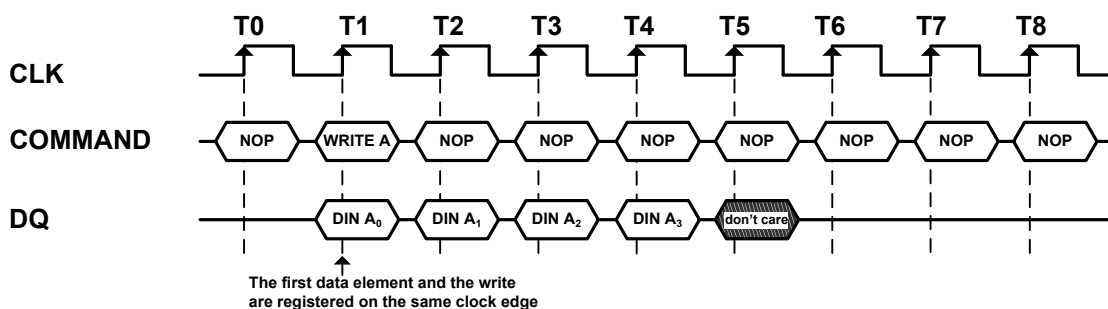 T0 T1 T2 T3 T4 T5 T6 T7 T8
CLK
COMMAND NOP WRITE A NOP NOP NOP NOP NOP NOP NOP
DQ DIN A₀ DIN A₁ DIN A₂ DIN A₃ don't care
The first data element and the write
are registered on the same clock edge